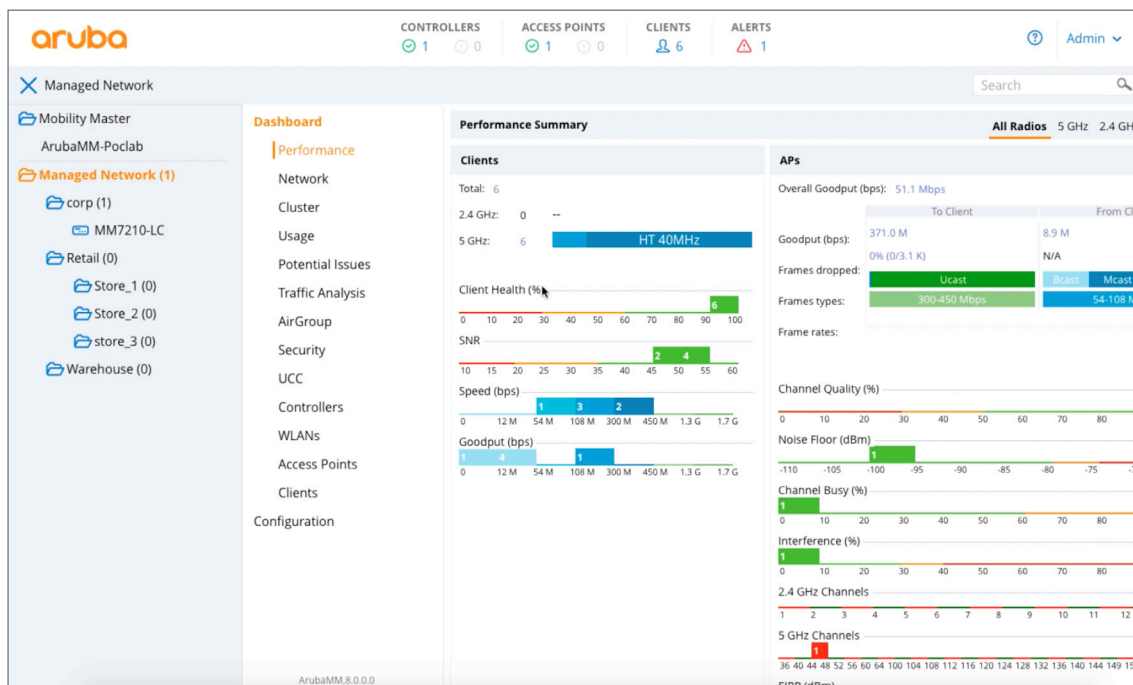 aruba
CONTROLLERS ACCESS POINTS CLIENTS ALERTS
1 0 1 0 6 1
Admin
Managed Network
Search
Mobility Master
ArubaMM-Poclab
Managed Network (1)
corp (1)
MM7210-LC
Retail (0)
Store_1 (0)
Store_2 (0)
store_3 (0)
Warehouse (0)
Dashboard
Performance
Network
Cluster
Usage
Potential Issues
Traffic Analysis
AirGroup
Security
UCC
Controllers
WLANs
Access Points
Clients
Configuration
ArubaMM,8.0.0.0
Performance Summary
All Radios 5 GHz 2.4 GH
Clients
Total: 6
2.4 GHz: 0 --
5 GHz: 6 HT 40MHz
Client Health (%)
6
0 10 20 30 40 50 60 70 80 90 100
SNR
2 4
10 15 20 25 30 35 40 45 50 55 60
Speed (bps)
1 3 2
0 12 M 54 M 108 M 300 M 450 M 1.3 G 1.7 G
Goodput (bps)
1 4 1
0 12 M 54 M 108 M 300 M 450 M 1.3 G 1.7 G
APs
Overall Goodput (bps): 51.1 Mbps
To Client From Cl
Goodput (bps): 371.0 M 8.9 M
Frames dropped: 0% (0/3.1 K) N/A
Frames types: Ucast Bcast Mcast
Frame rates: 300-450 Mbps 54-108 M
Channel Quality (%)
0 10 20 30 40 50 60 70 80
Noise Floor (dBm)
1
-110 -105 -100 -95 -90 -85 -80 -75
Channel Busy (%)
1
0 10 20 30 40 50 60 70 80
Interference (%)
1
0 10 20 30 40 50 60 70 80
2.4 GHz Channels
1 2 3 4 5 6 7 8 9 10 11 12
5 GHz Channels
1
36 40 44 48 52 56 60 64 100 104 108 112 116 120 124 128 132 136 140 144 149 15